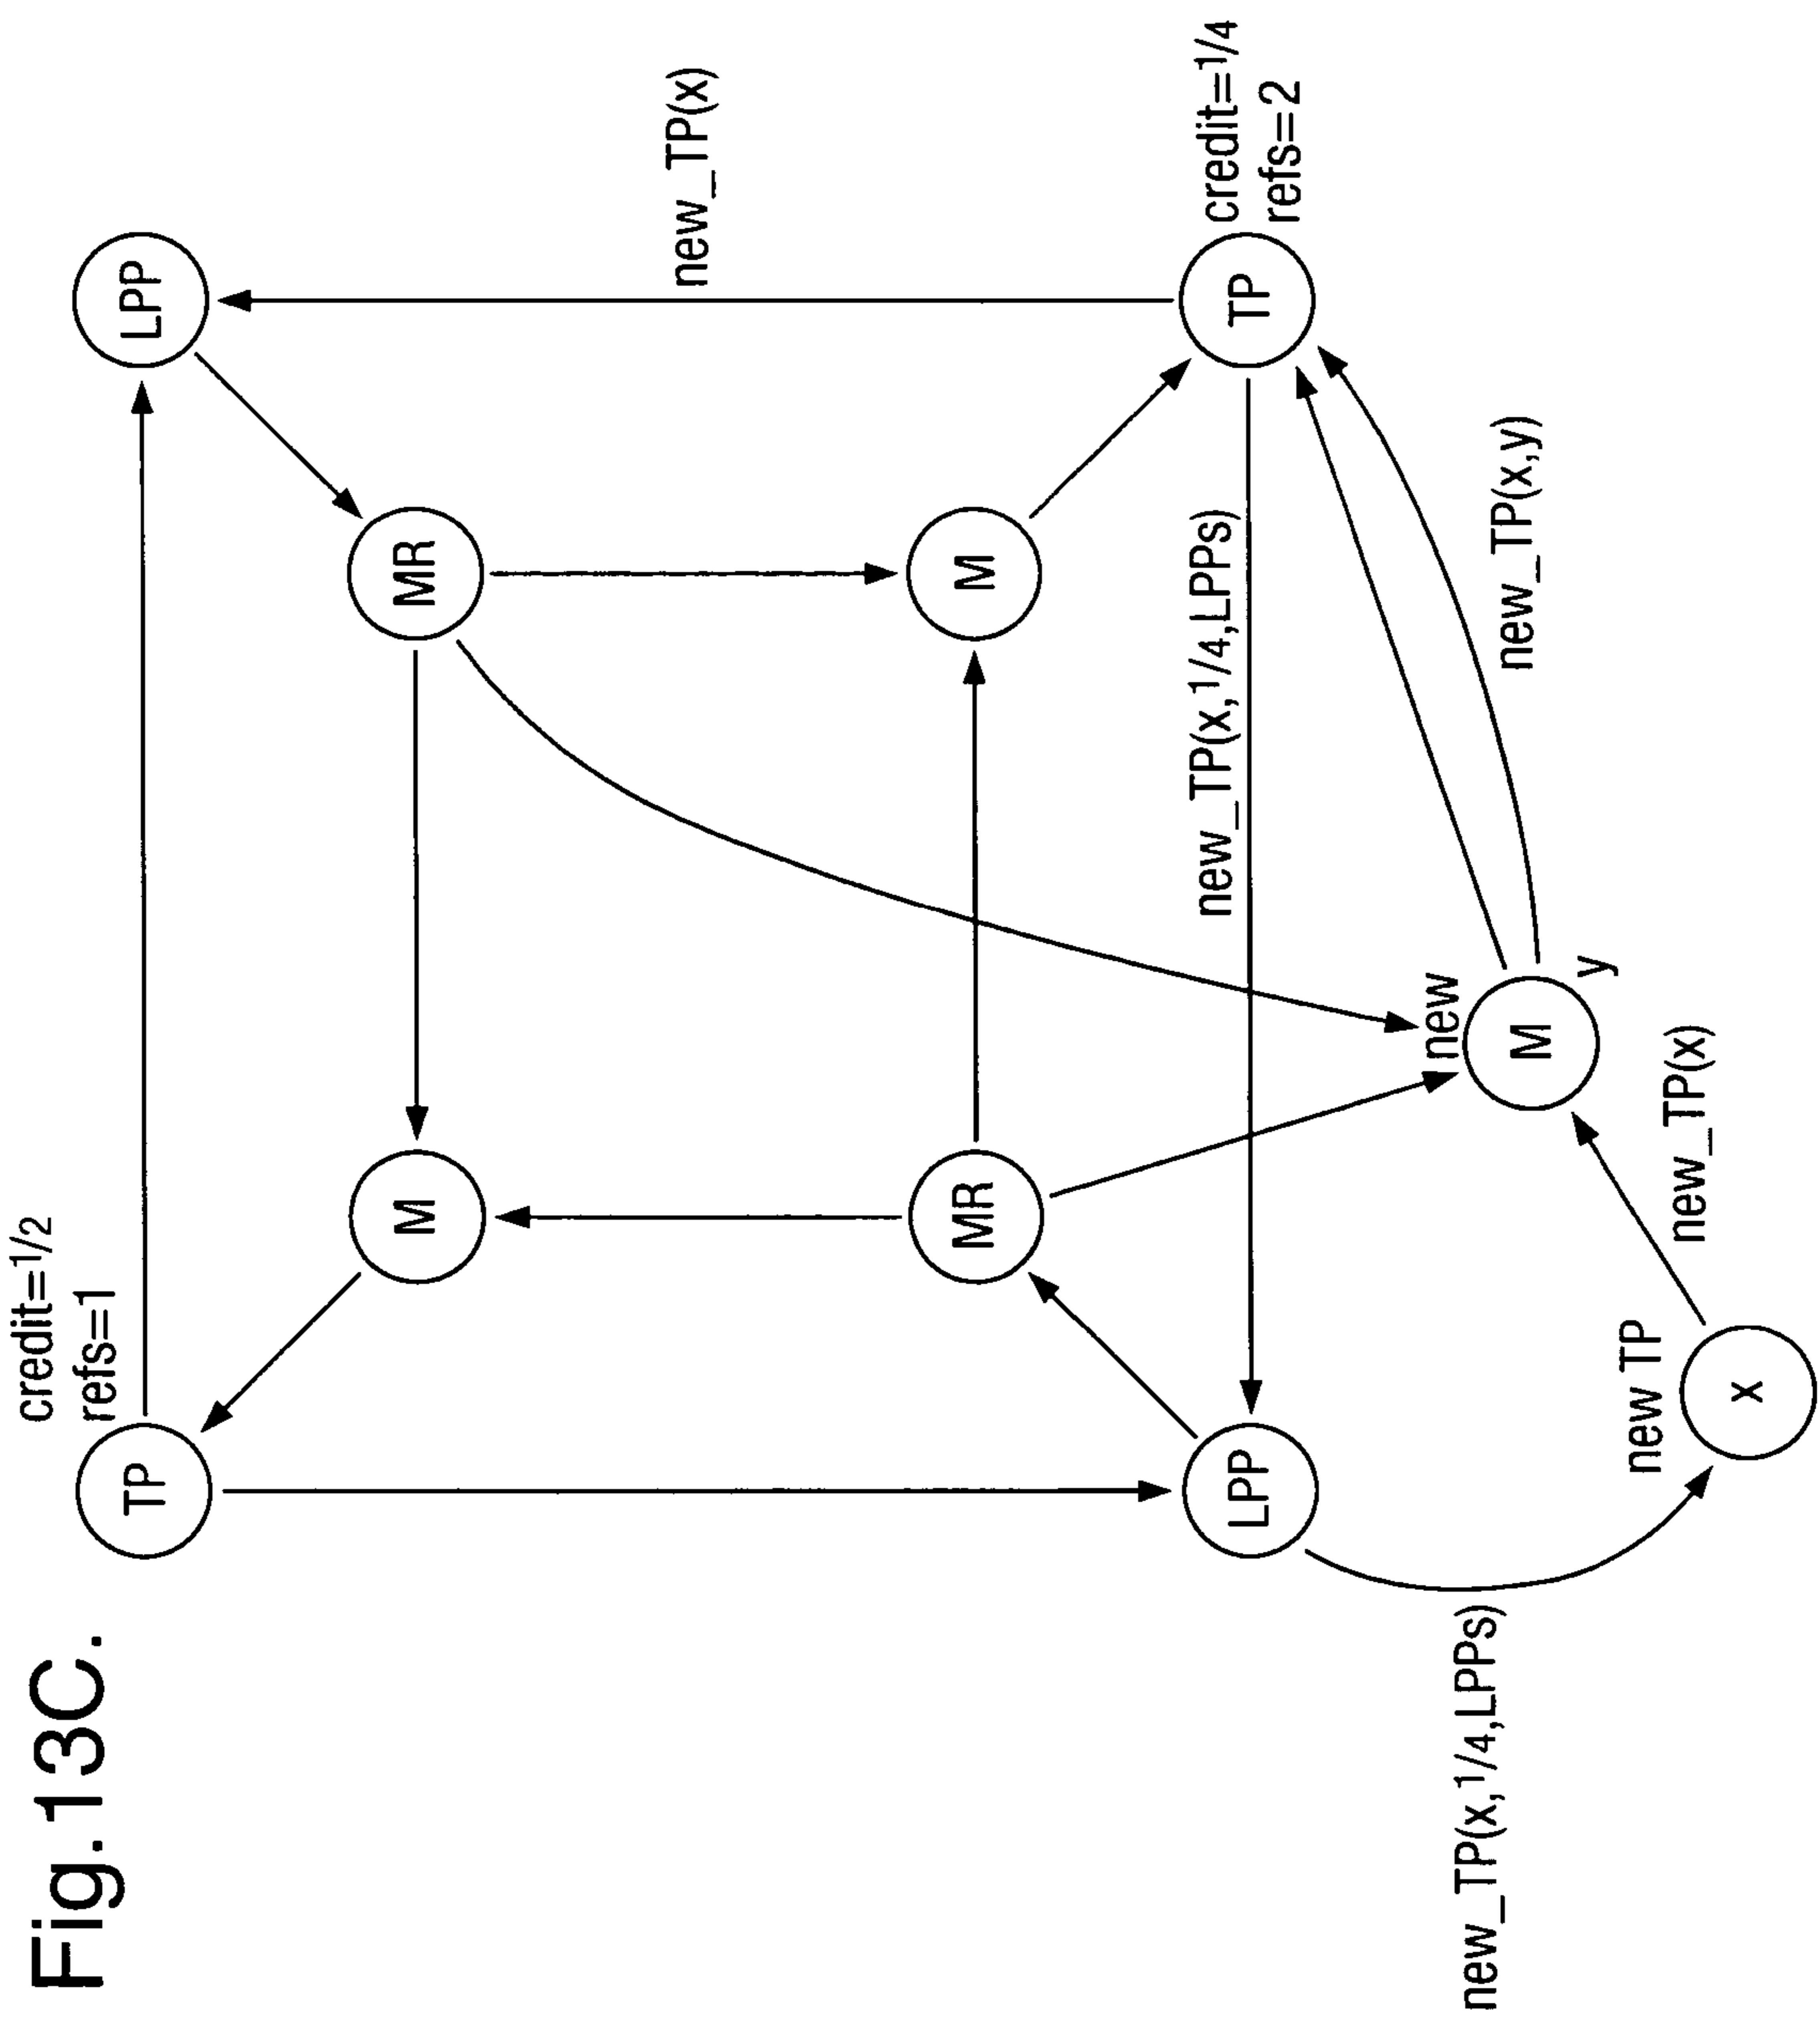 Fig.13C.
credit=1/2
refs=1
TP
LPP
M
MR
new_TP(x)
MR
M
new_TP(x,1/4,LPPs)
credit=1/4
refs=2
LPP
TP
new
new_TP(x,1/4,LPPs)
new_TP(x,y)
M
y
new TP
new_TP(x)
x